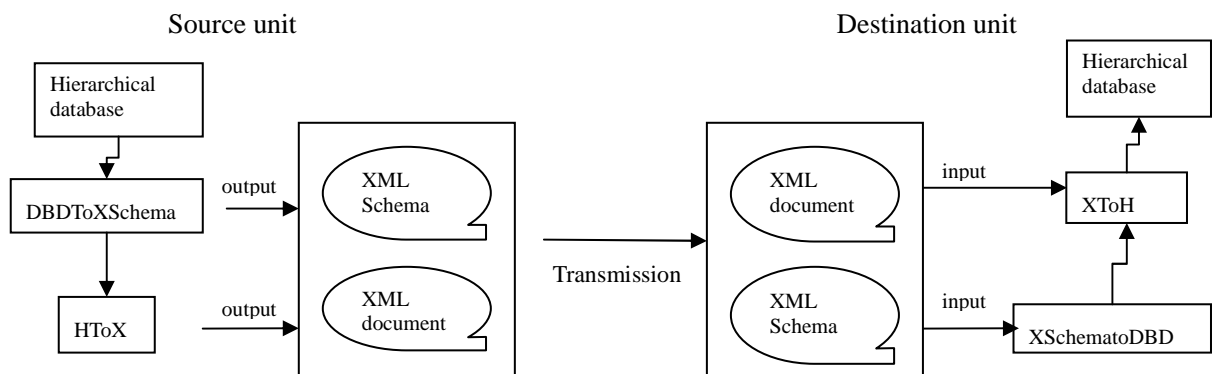 Source unit
Destination unit
Hierarchical
database
DBDToXSchema
HToX
output
output
XML
Schema
XML
document
Transmission
XML
document
XML
Schema
input
input
Hierarchical
database
XToH
XSchematoDBD